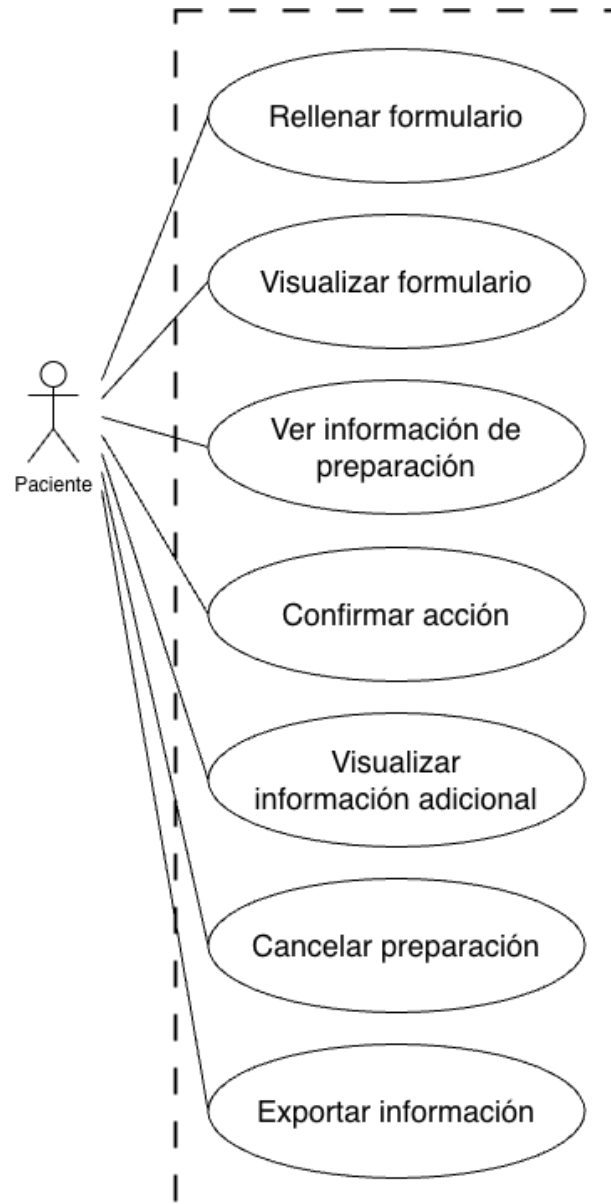 Rellenar formulario
Visualizar formulario
Ver información de
preparación
Paciente
Confirmar acción
Visualizar
información adicional
Cancelar preparación
Exportar información